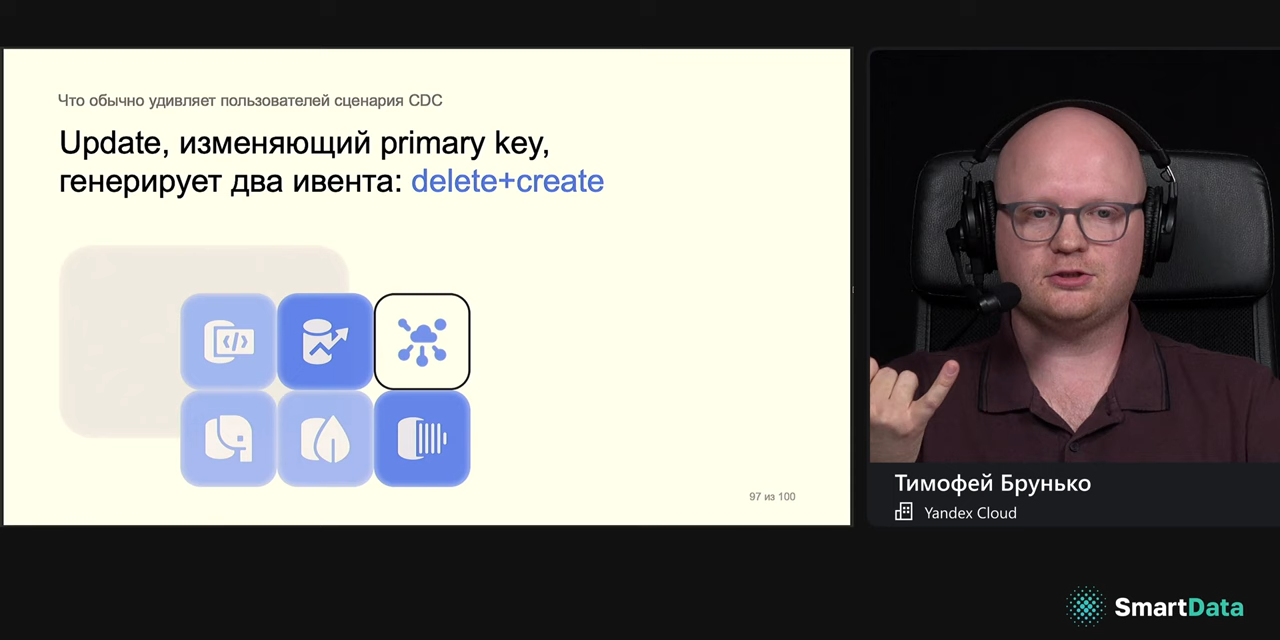 Что обычно удивляет пользователей сценария CDC
Update, изменяющий primary key,
генерирует два ивента: delete+create
97 из 100
Тимофей Брунько
Yandex Cloud
SmartData